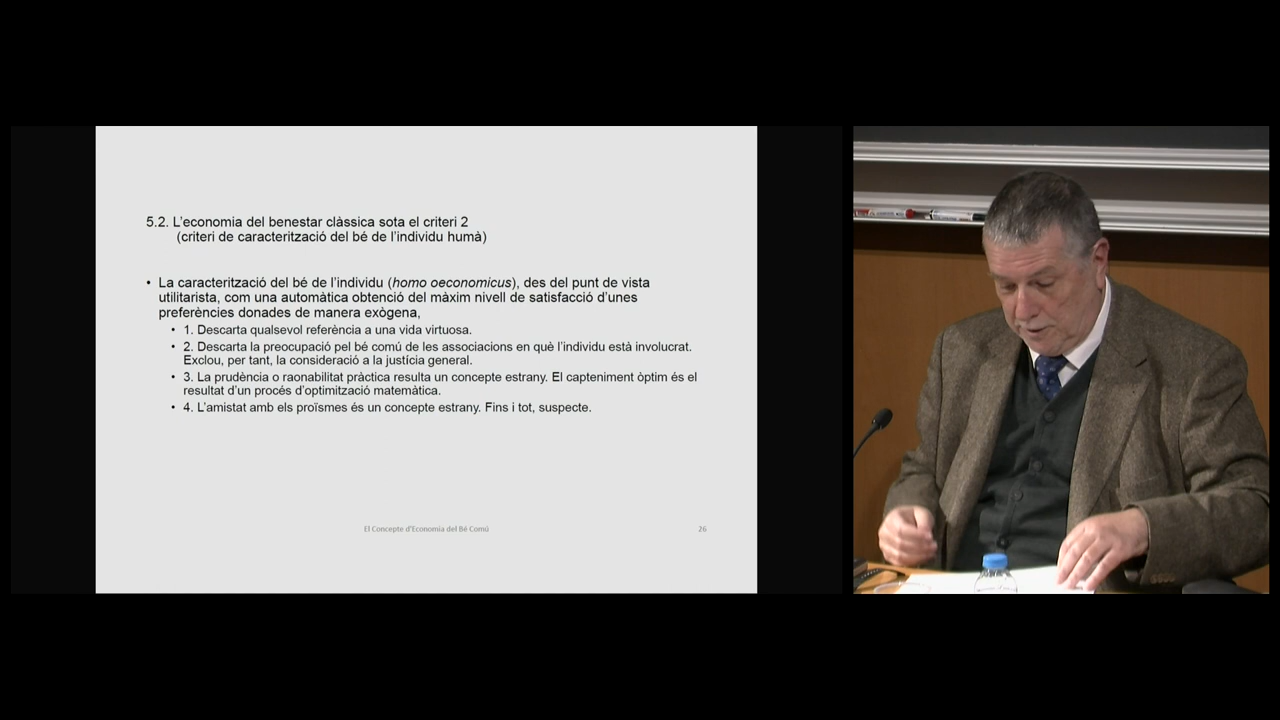 5.2. L’economia del benestar clàssica sota el criteri 2
(criteri de caracterització del bé de l’individu humà)
• La caracterització del bé de l’individu (homo oeconomicus), des del punt de vista
utilitarista, com una automàtica obtenció del màxim nivell de satisfacció d’unes
preferències donades de manera exògena,
• 1. Descarta qualsevol referència a una vida virtuosa.
• 2. Descarta la preocupació pel bé comú de les associacions en què l’individu està involucrat.
Exclou, per tant, la consideració a la justícia general.
• 3. La prudència o raonabilitat pràctica resulta un concepte estrany. El capteniment òptim és el
resultat d’un procés d’optimització matemàtica.
• 4. L’amistat amb els proïsmes és un concepte estrany. Fins i tot, suspecte.
El Concepte d’Economia del Bé Comú
26